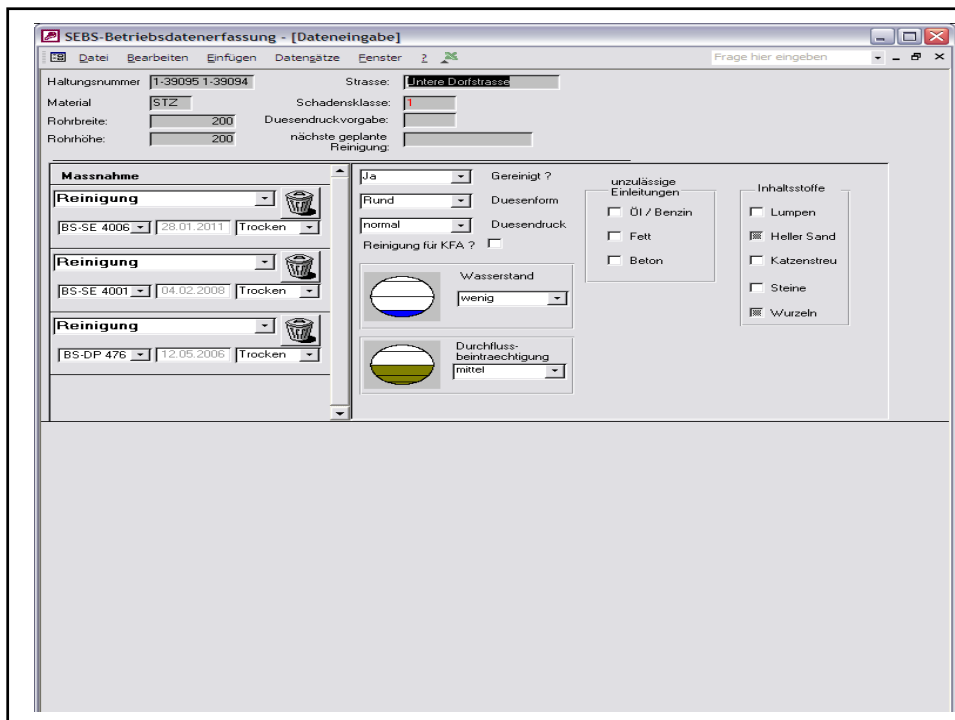 SEBS-Betriebsdatenerfassung - [Dateneingabe]
Datei Bearbeiten Einfügen Datensätze Fenster ? Frage hier eingeben
Haltungsnummer 1-39095 1-39094 Strasse: Untere Dorfstrasse
Material STZ Schadensklasse: 1
Rohrbreite: 200 Duesendruckvorgabe:
Rohrhöhe: 200 nächste geplante
Reinigung:
Massnahme
Reinigung
BS-SE 4006 28.01.2011 Trocken
Reinigung
BS-SE 4001 04.02.2008 Trocken
Reinigung
BS-DP 476 12.05.2006 Trocken
Ja Gereinigt ?
Rund Duesenform
normal Duesendruck
Reinigung für KFA ?
Wasserstand
wenig
Durchfluss-
beintraechtigung
mittel
unzulässige
Einleitungen
Öl / Benzin
Fett
Beton
Inhaltsstoffe
Lumpen
Heller Sand
Katzenstreu
Steine
Wurzeln